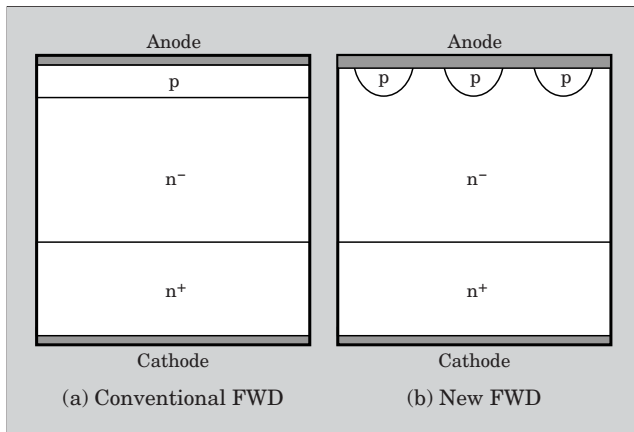 Anode
p
n⁻
n⁺
Cathode
(a) Conventional FWD
Anode
p p p
n⁻
n⁺
Cathode
(b) New FWD